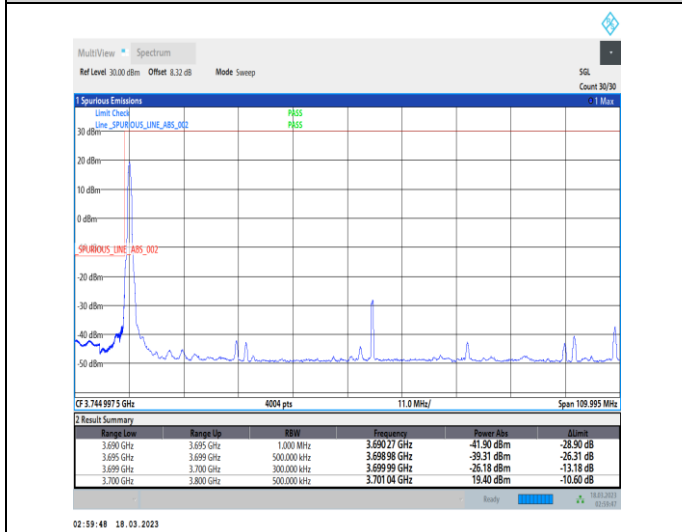 MultiView Spectrum
Ref Level 30.00 dBm Offset 8.32 dB Mode Sweep SGL
Count 30/30
1 Spurious Emissions 1 Max
Limit Check PASS
Line _SPURIOUS_LINE_ABS_002 PASS
30 dBm
20 dBm
10 dBm
0 dBm
_SPURIOUS_LINE_ABS_002
-20 dBm
-30 dBm
-40 dBm
-50 dBm
CF 3.744 997 5 GHz 4004 pts 11.0 MHz/ Span 109.995 MHz
2 Result Summary
Range Low Range Up RBW Frequency Power Abs ΔLimit
3.690 GHz 3.695 GHz 1.000 MHz 3.690 27 GHz -41.90 dBm -28.90 dB
3.695 GHz 3.699 GHz 500.000 kHz 3.698 98 GHz -39.31 dBm -26.31 dB
3.699 GHz 3.700 GHz 300.000 kHz 3.699 99 GHz -26.18 dBm -13.18 dB
3.700 GHz 3.800 GHz 500.000 kHz 3.701 04 GHz 19.40 dBm -10.60 dB
Ready 18.03.2023
02:59:47
02:59:48 18.03.2023